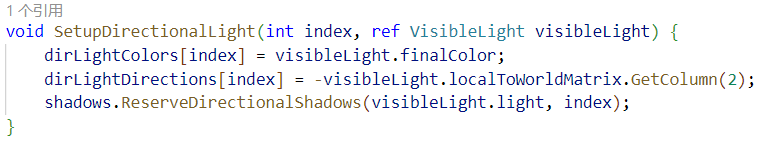 1 个引用
void SetupDirectionalLight(int index, ref VisibleLight visibleLight) {
    dirLightColors[index] = visibleLight.finalColor;
    dirLightDirections[index] = -visibleLight.localToWorldMatrix.GetColumn(2);
    shadows.ReserveDirectionalShadows(visibleLight.light, index);
}